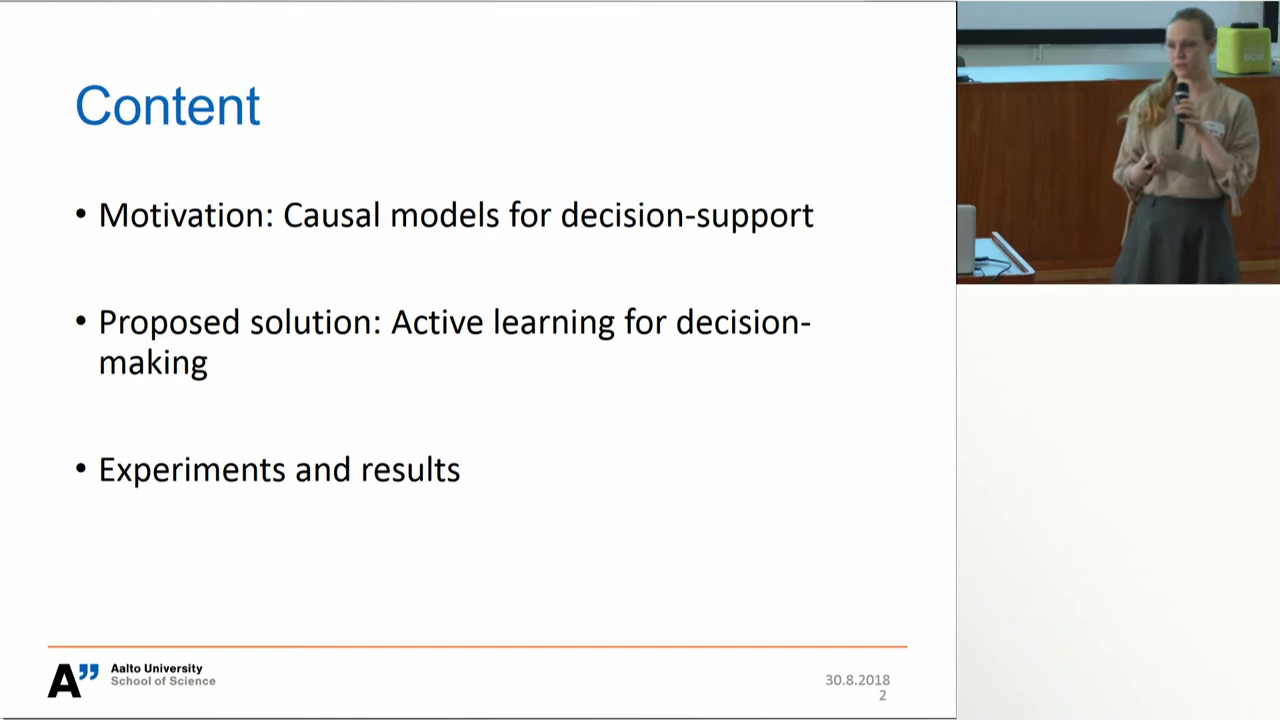 Content
• Motivation: Causal models for decision-support
• Proposed solution: Active learning for decision-
making
• Experiments and results
A”
Aalto University
School of Science
30.8.2018
2